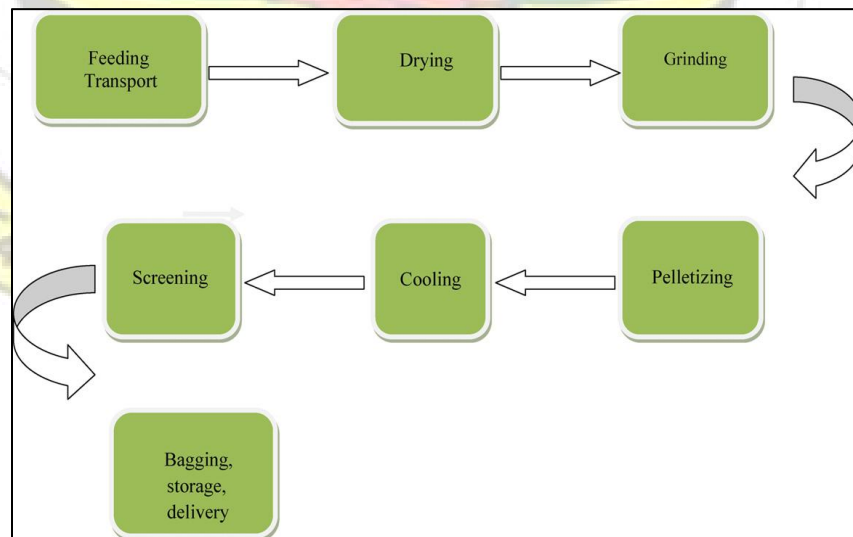 Feeding
Transport
Drying
Grinding
Pelletizing
Cooling
Screening
Bagging,
storage,
delivery